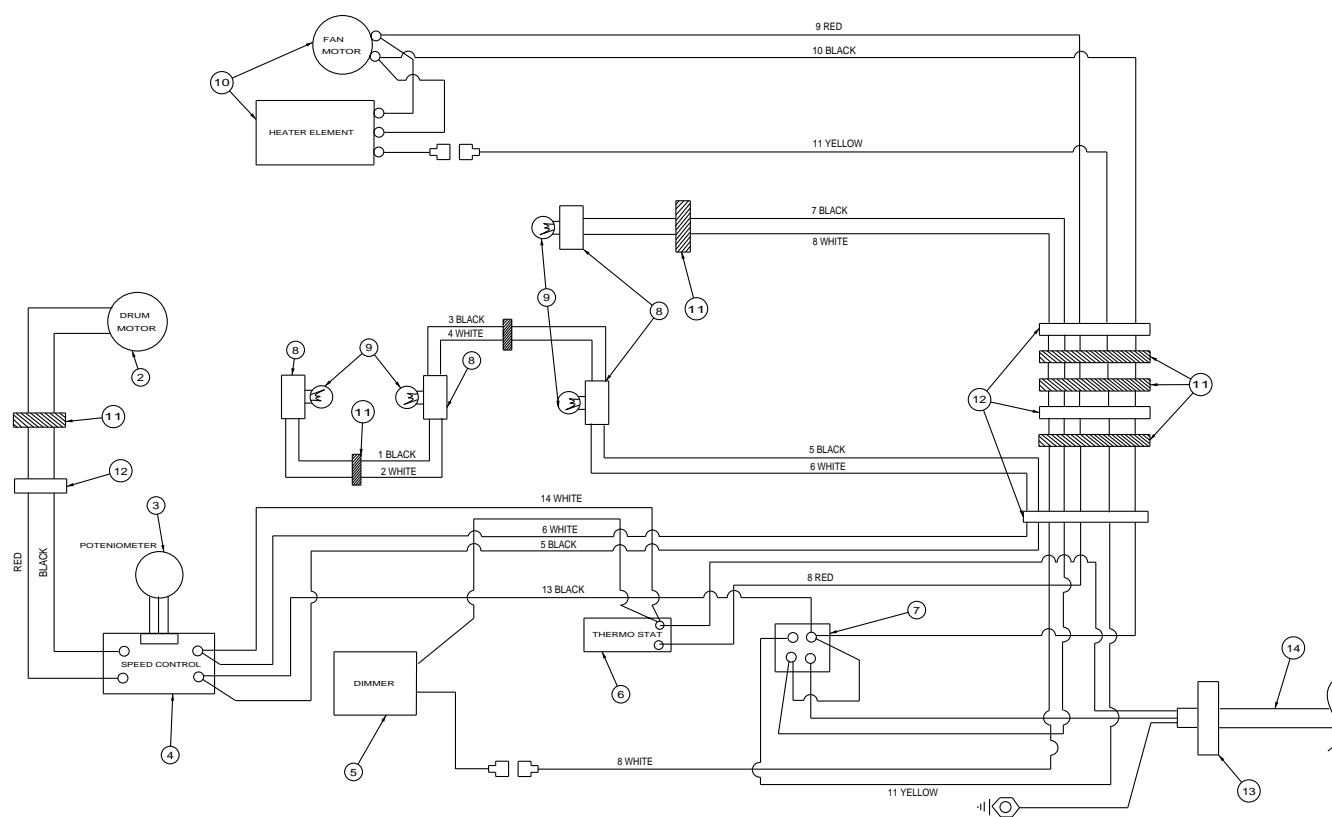 9 RED
FAN
MOTOR
10 BLACK
10
HEATER ELEMENT
11 YELLOW
7 BLACK
8 WHITE
9
8
11
DRUM
MOTOR
3 BLACK
4 WHITE
8
9
8
2
11
12
11
11
1 BLACK
2 WHITE
5 BLACK
6 WHITE
12
14 WHITE
3
6 WHITE
5 BLACK
POTENIOMETER
RED
BLACK
8 RED
13 BLACK
7
THERMO STAT
SPEED CONTROL
14
DIMMER
6
4
5
8 WHITE
11 YELLOW
13